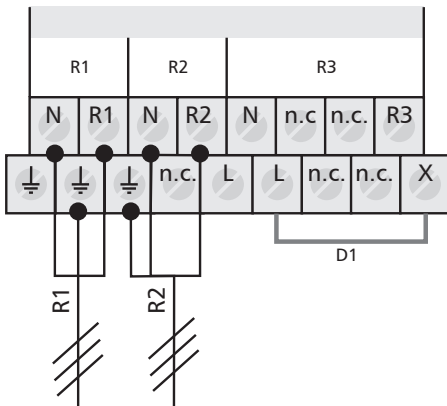 R1 R2 R3
N R1 N R2 N n.c n.c. R3
n.c. L L n.c. n.c. X
D1
R1 R2